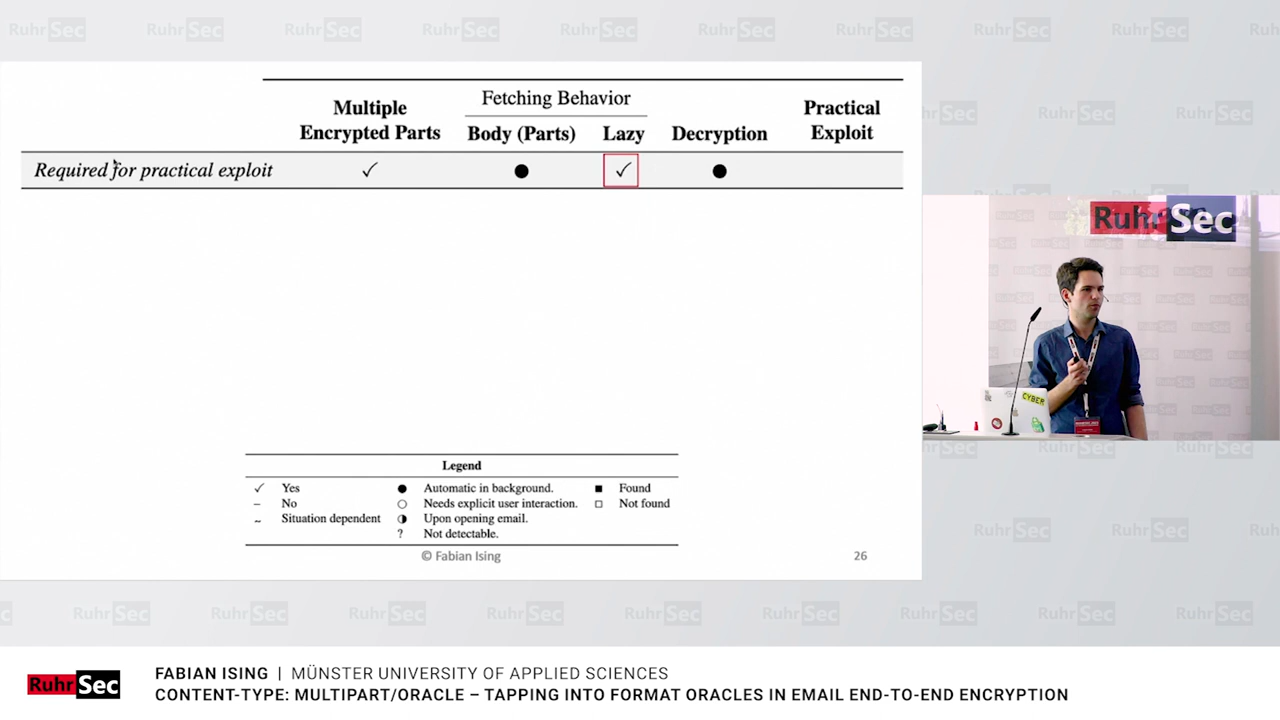 Fetching Behavior
Multiple Encrypted Parts
Body (Parts)
Lazy
Decryption
Practical Exploit
Required for practical exploit ✓ ● ✓ ●
Legend
✓ Yes ● Automatic in background. ■ Found
– No ○ Needs explicit user interaction. □ Not found
~ Situation dependent ◑ Upon opening email.
? Not detectable.
© Fabian Ising
26
RuhrSec
CYBER
RuhrSec
FABIAN ISING | MÜNSTER UNIVERSITY OF APPLIED SCIENCES
CONTENT-TYPE: MULTIPART/ORACLE – TAPPING INTO FORMAT ORACLES IN EMAIL END-TO-END ENCRYPTION